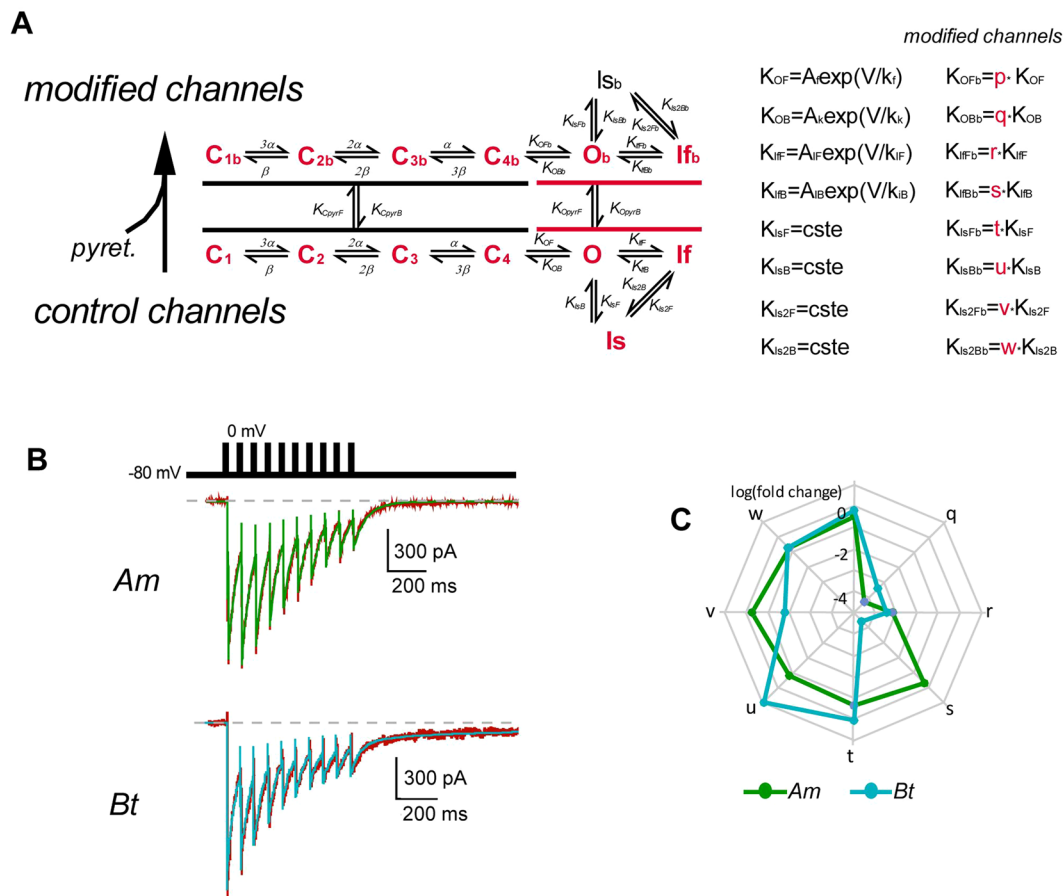 A
modified channels
modified channels
pyret.
control channels
Isb
KIsFb KIsBb KIs2Fb KIs2Bb
C1b 3α β C2b 2α 2β C3b α 3β C4b KOFb KOBb Ob KIfFb KIfBb Ifb
KCpyrF KCpyrB KOpyrF KOpyrB
C1 3α β C2 2α 2β C3 α 3β C4 KOF KOB O KIfF KIfB If
KIsB KIsF KIs2B KIs2F
Is
KOF=Afexp(V/kf) KOFb=p·KOF
KOB=Akexp(V/kk) KOBb=q·KOB
KIfF=AIFexp(V/kIF) KIfFb=r·KIfF
KIfB=AIBexp(V/kiB) KIfBb=s·KIfB
KIsF=cste KIsFb=t·KIsF
KIsB=cste KIsBb=u·KIsB
KIs2F=cste KIs2Fb=v·KIs2F
KIs2B=cste KIs2Bb=w·KIs2B
B
0 mV
-80 mV
Am
300 pA
200 ms
Bt
300 pA
200 ms
C
log(fold change)
0
-2
-4
w
q
v
r
u
s
t
Am Bt